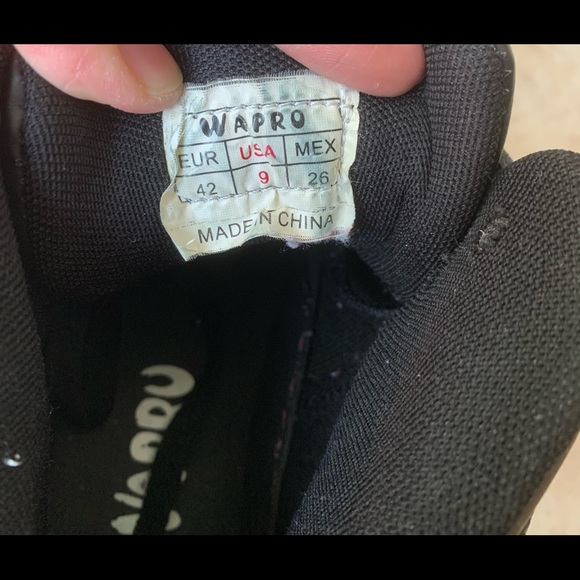 WAPRO
EUR USA MEX
42 9 26
MADE IN CHINA
WAPRO